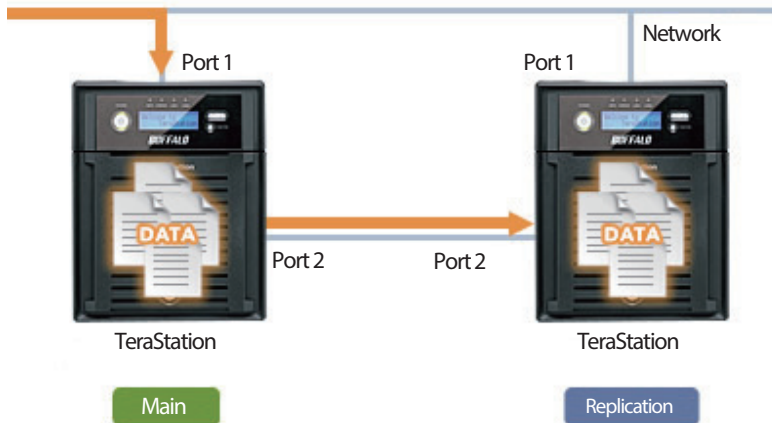 Network
Port 1
Port 1
BUFFALO
BUFFALO
DATA
DATA
Port 2
Port 2
TeraStation
TeraStation
Main
Replication